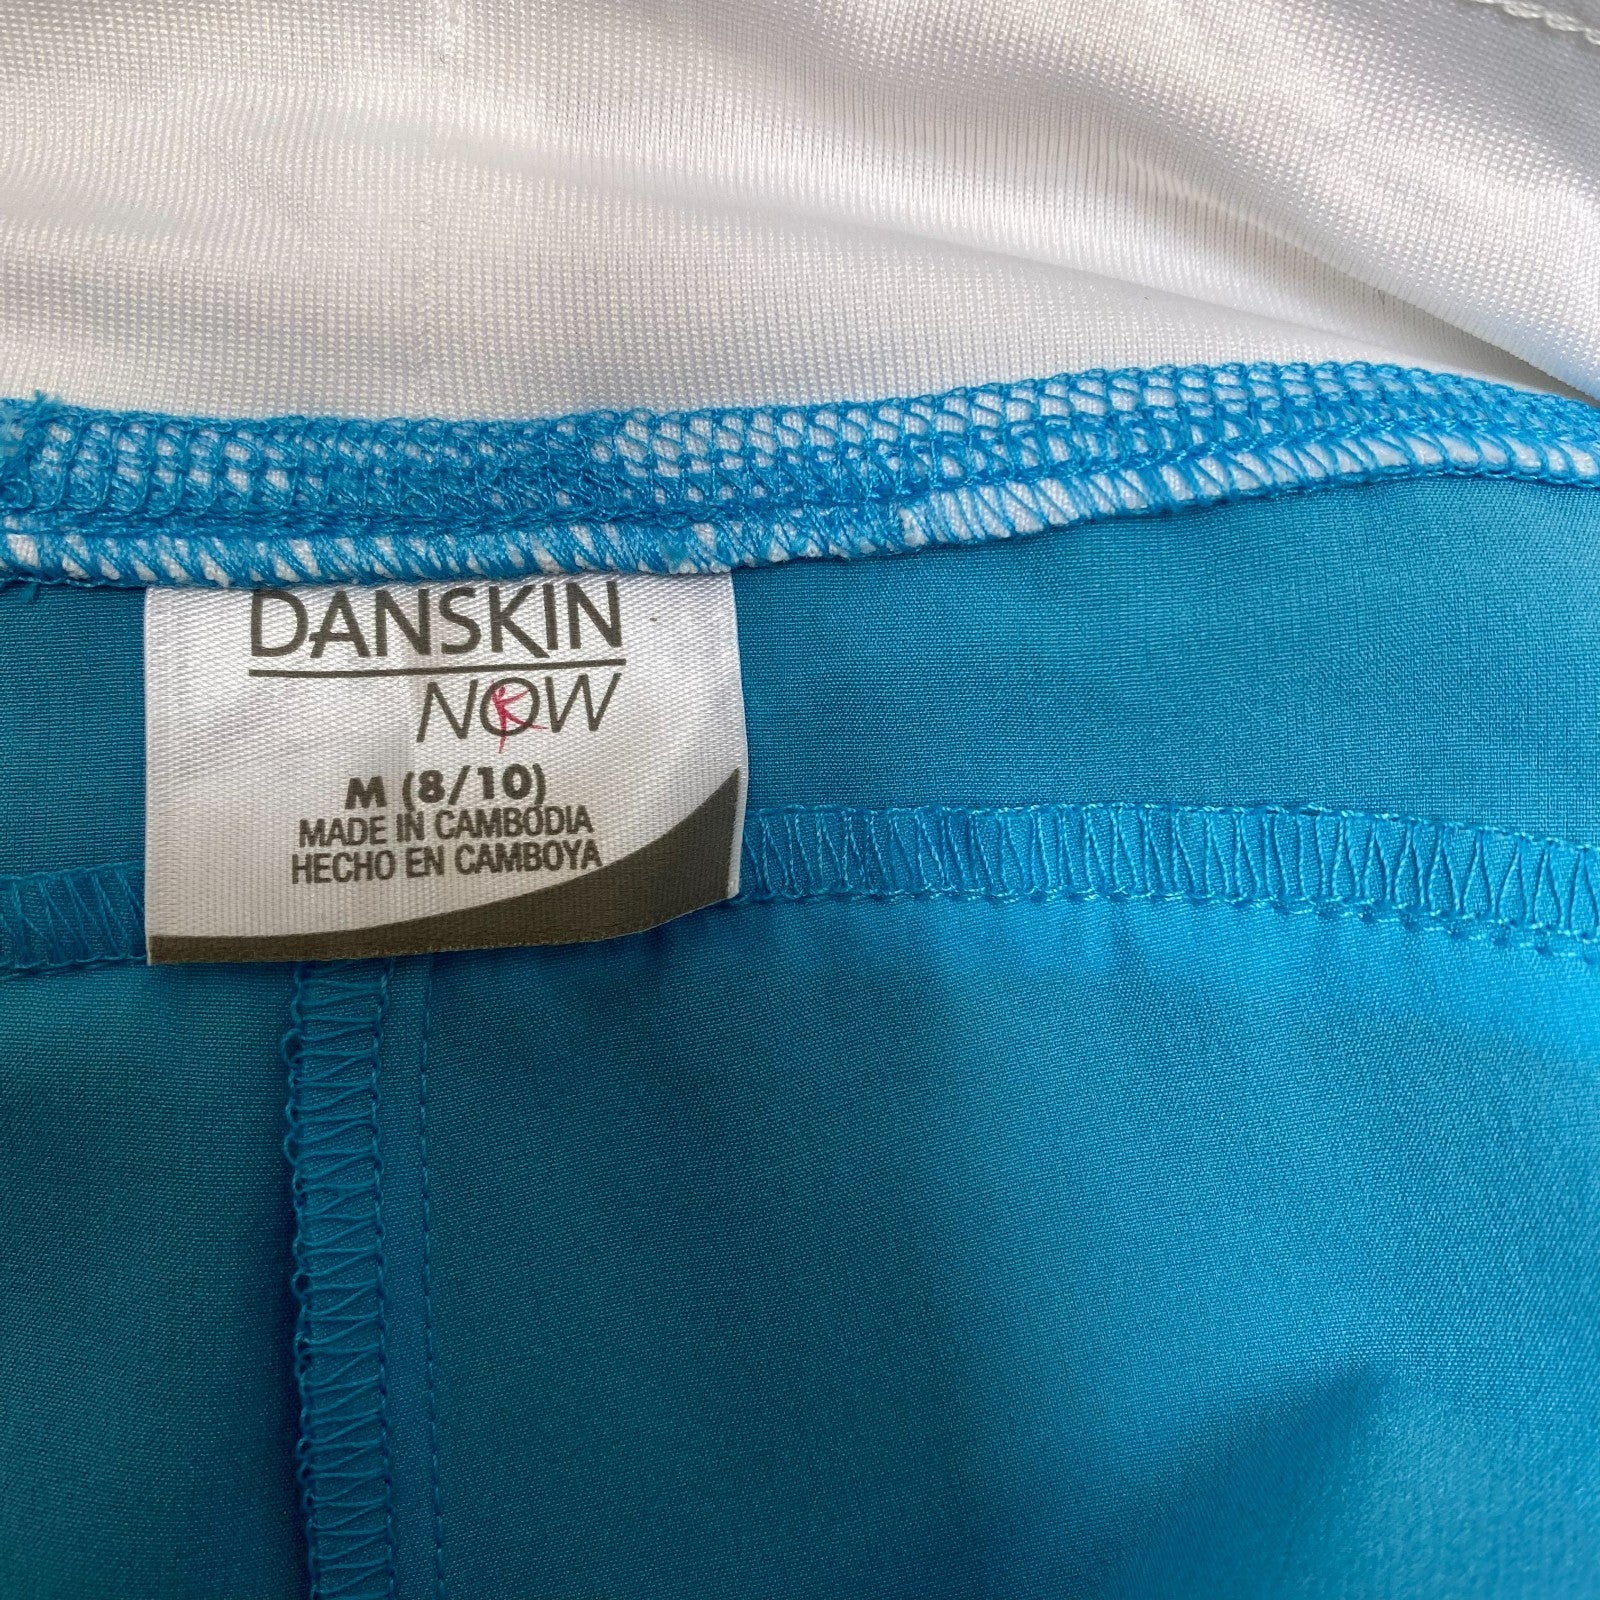 DANSKIN
NOW
M (8/10)
MADE IN CAMBODIA
HECHO EN CAMBOYA